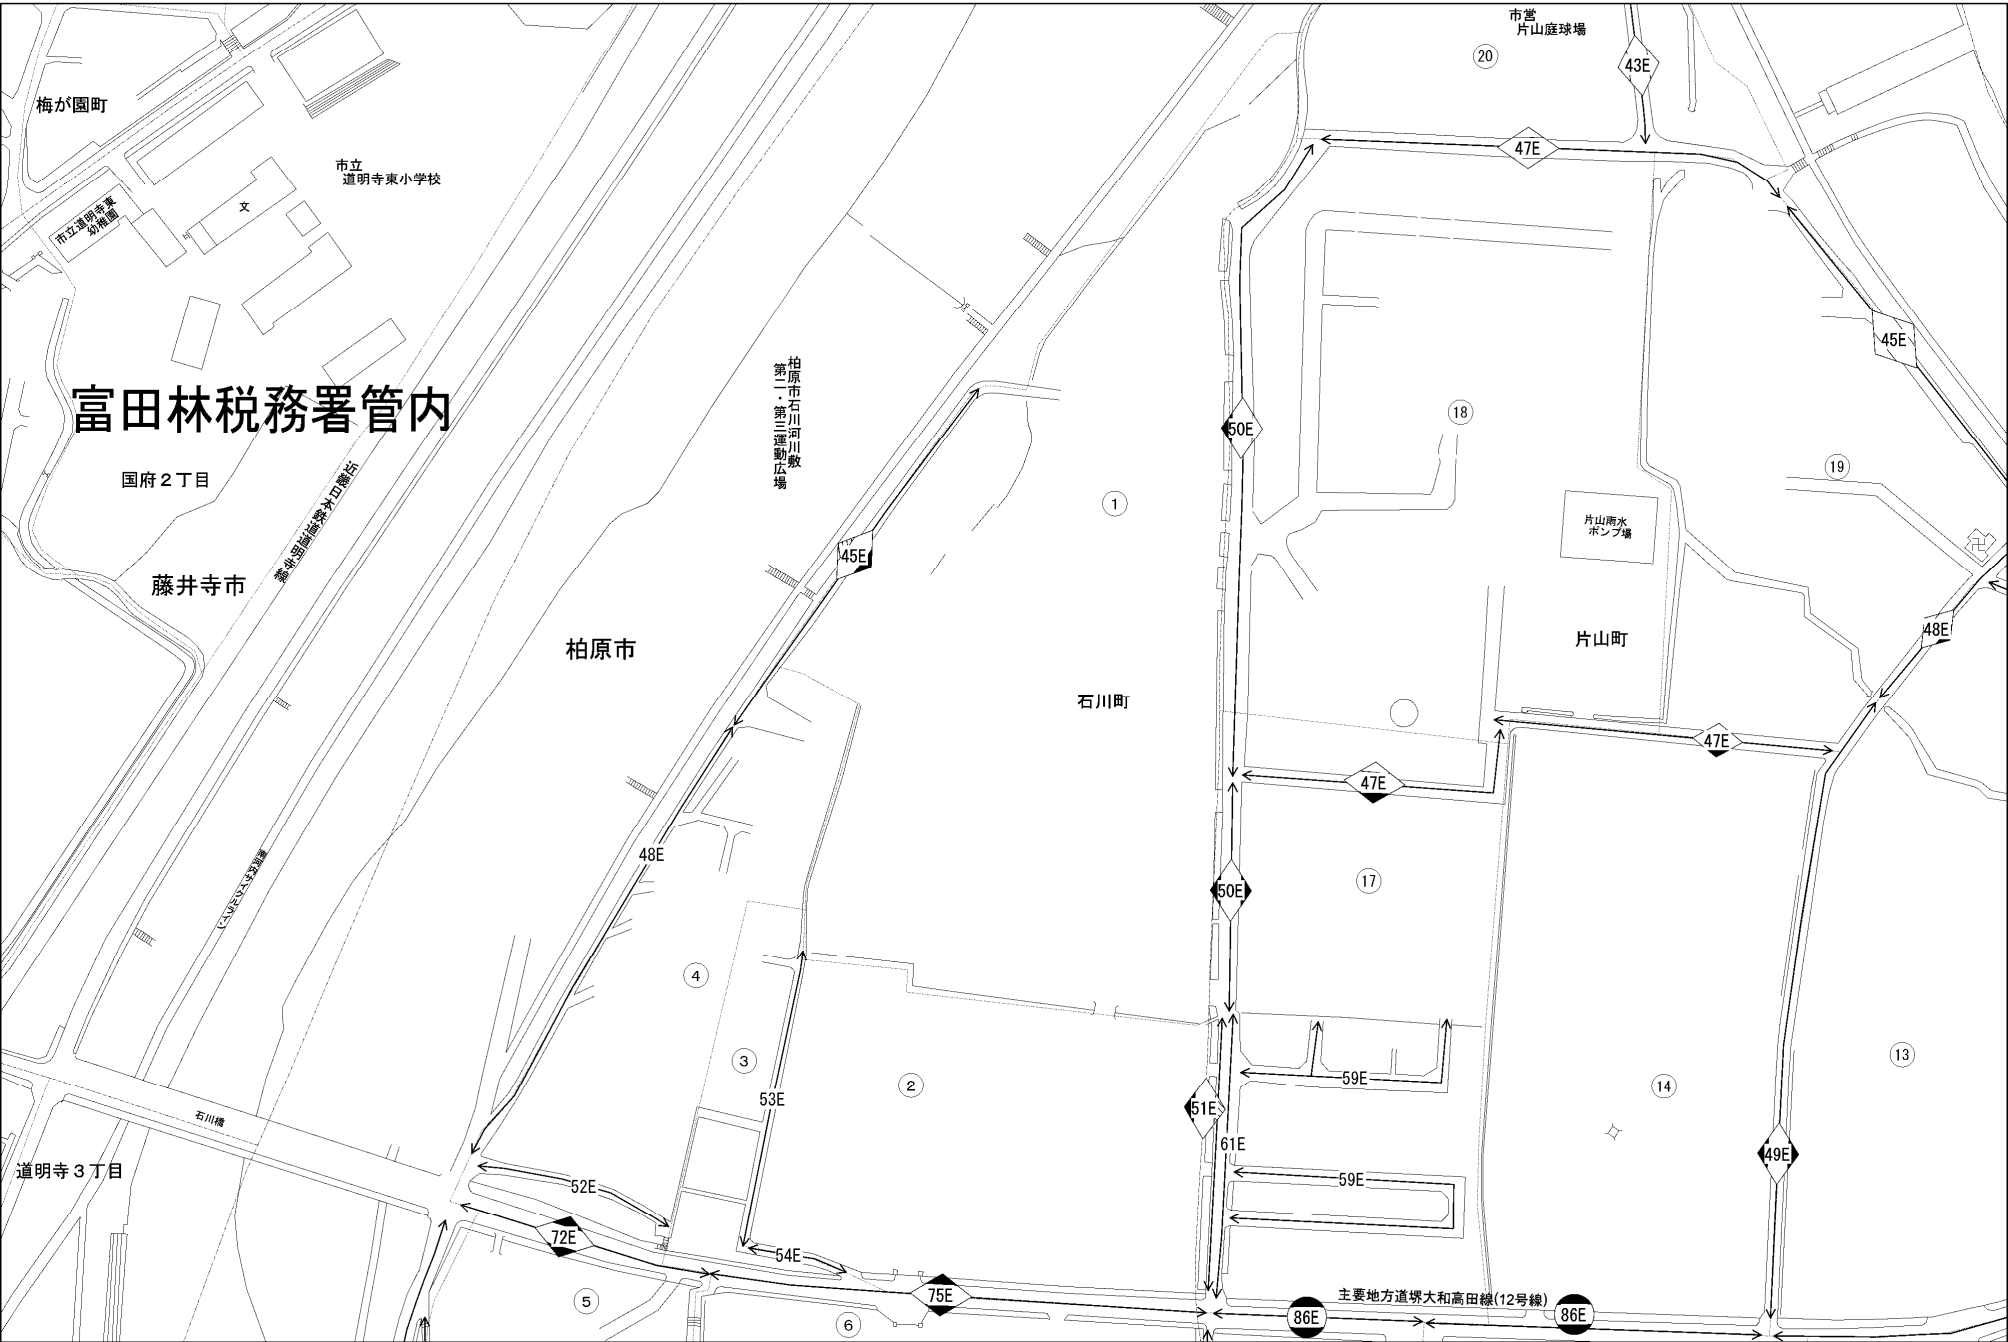 市営
片山庭球場
⑳
43E
梅が園町
47E
市立
道明寺東小学校
文
市立道明寺東
幼稚園
45E
柏原市石川河川敷
第二・第三運動広場
富田林税務署管内
⑱
50E
⑲
国府2丁目
近畿日本鉄道道明寺線
①
片山雨水
ポンプ場
45E
藤井寺市
48E
柏原市
片山町
石川町
47E
47E
48E
⑰
50E
④
③
②
⑬
⑭
59E
53E
51E
石川橋
61E
49E
道明寺3丁目
52E
59E
72E
54E
75E
主要地方道堺大和高田線(12号線)
⑤
86E
86E
⑥